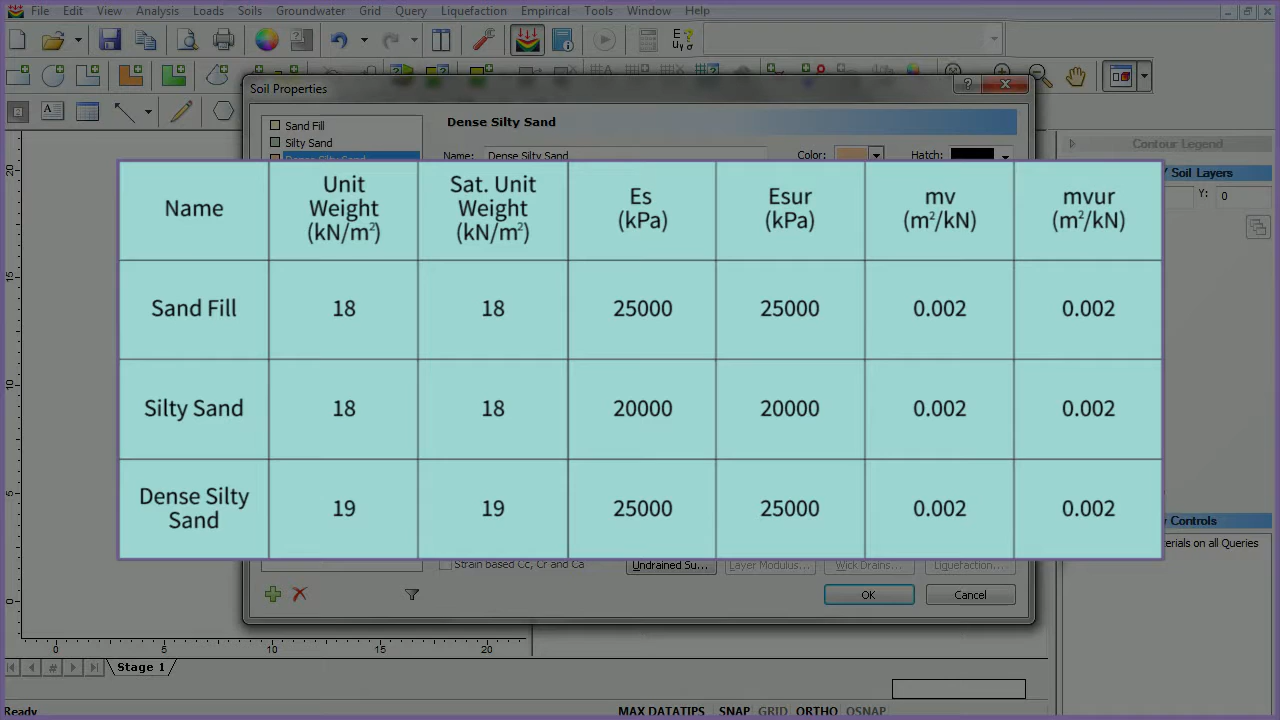 File Edit View Analysis Loads Soils Groundwater Grid Query Liquefaction Empirical Tools Window Help
Soil Properties
Sand Fill
Silty Sand
Dense Silty Sand
Dense Silty Sand
Name: Dense Silty Sand Color: Hatch:
Contour Legend
Soil Layers
Y: 0
Name Unit Weight (kN/m²) Sat. Unit Weight (kN/m²) Es (kPa) Esur (kPa) mv (m²/kN) mvur (m²/kN)
Sand Fill 18 18 25000 25000 0.002 0.002
Silty Sand 18 18 20000 20000 0.002 0.002
Dense Silty Sand 19 19 25000 25000 0.002 0.002
Controls
terials on all Queries
Strain based Cc, Cr and Ca Undrained Su... Layer Modulus... Wick Drains... Liquefaction...
OK Cancel
20
15
10
5
0
0 5 10 15 20
Stage 1
Ready MAX DATATIPS SNAP GRID ORTHO OSNAP